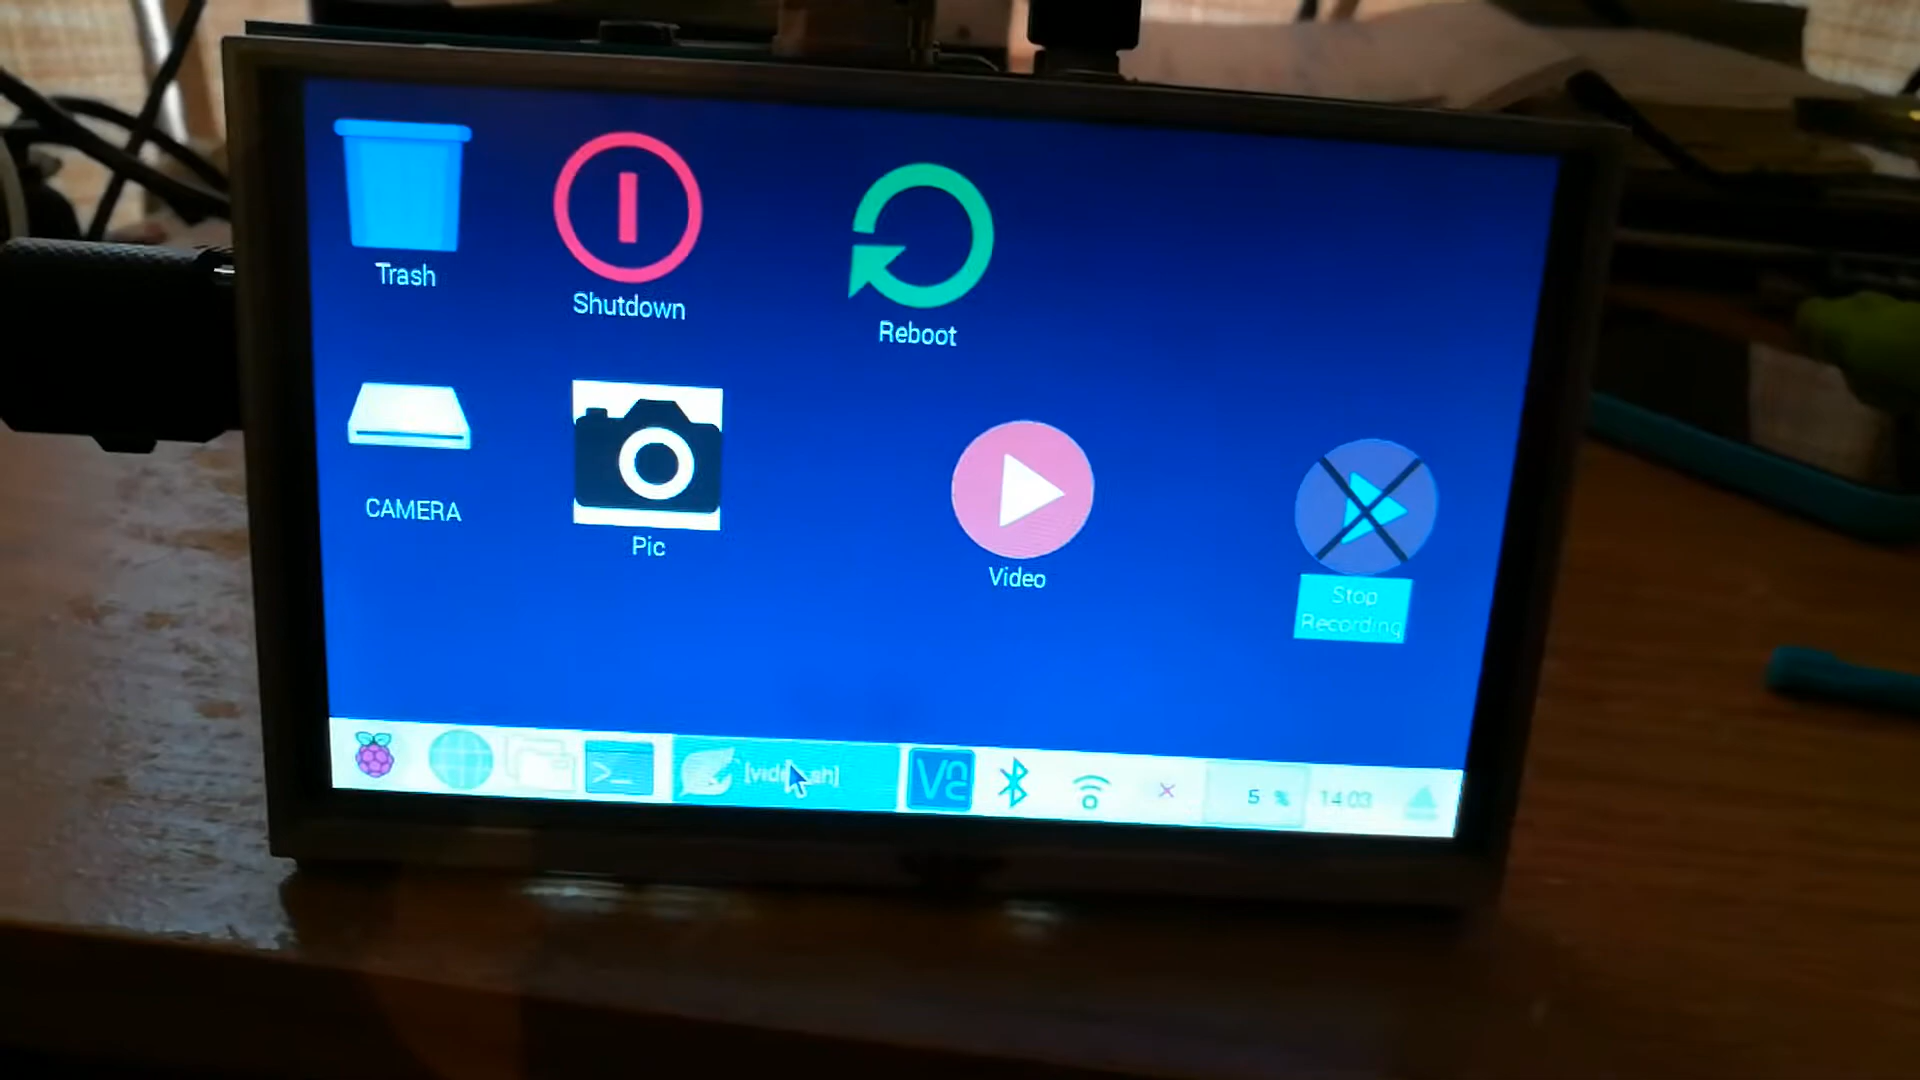 Trash
Shutdown
Reboot
CAMERA
Pic
Video
Stop
Recording
5 %
14:03